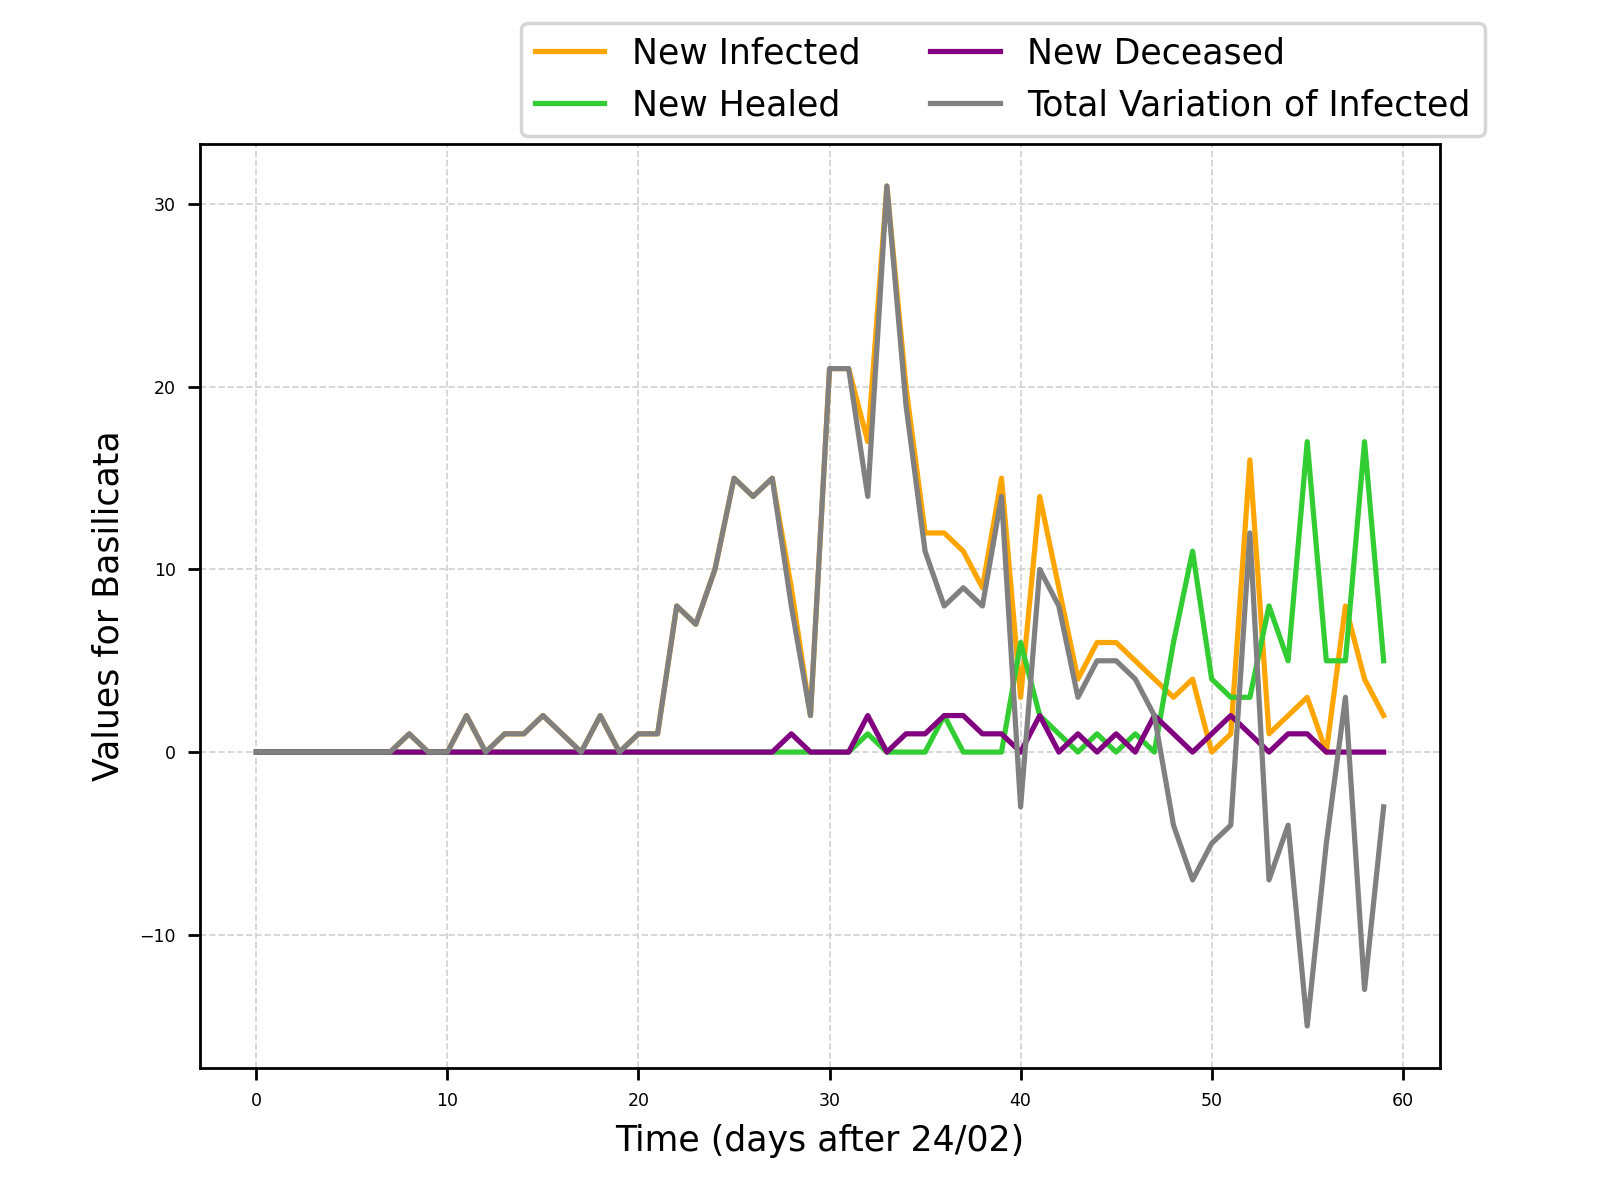 New Infected
New Deceased
New Healed
Total Variation of Infected
30
20
10
0
−10
Values for Basilicata
0 10 20 30 40 50 60
Time (days after 24/02)